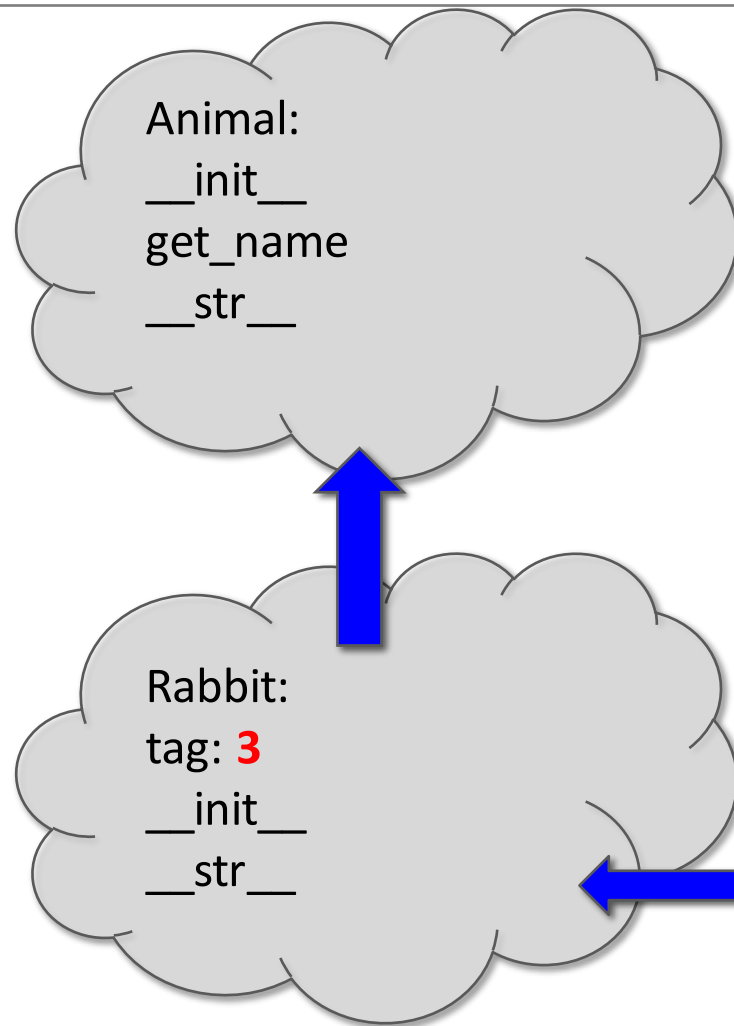 Animal:
__init__
get_name
__str__
Rabbit:
tag: 3
__init__
__str__